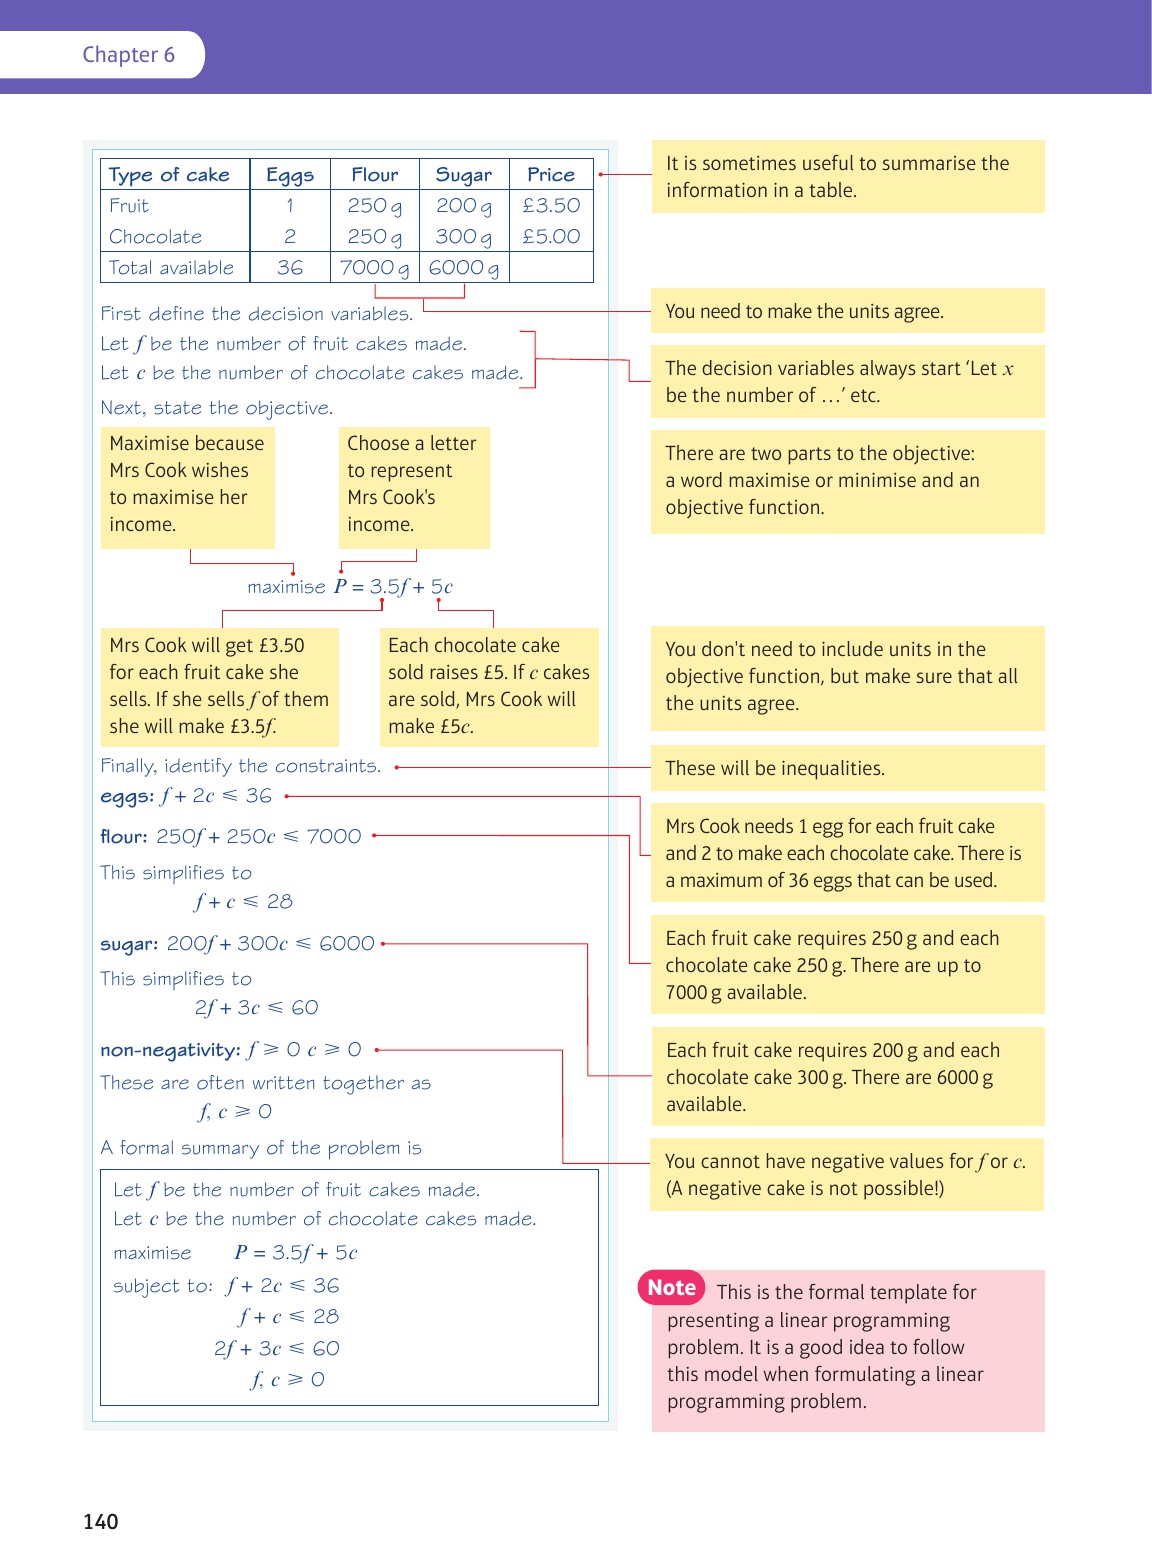 Chapter 6
Type of cake Eggs Flour Sugar Price
Fruit 1 250 g 200 g £3.50
Chocolate 2 250 g 300 g £5.00
Total available 36 7000 g 6000 g
It is sometimes useful to summarise the
information in a table.
First define the decision variables.
You need to make the units agree.
Let f be the number of fruit cakes made.
Let c be the number of chocolate cakes made.
The decision variables always start ‘Let x
be the number of …’ etc.
Next, state the objective.
Maximise because
Mrs Cook wishes
to maximise her
income.
Choose a letter
to represent
Mrs Cook's
income.
There are two parts to the objective:
a word maximise or minimise and an
objective function.
maximise P = 3.5f + 5c
Mrs Cook will get £3.50
for each fruit cake she
sells. If she sells f of them
she will make £3.5f.
Each chocolate cake
sold raises £5. If c cakes
are sold, Mrs Cook will
make £5c.
You don't need to include units in the
objective function, but make sure that all
the units agree.
Finally, identify the constraints.
These will be inequalities.
eggs: f + 2c ⩽ 36
Mrs Cook needs 1 egg for each fruit cake
and 2 to make each chocolate cake. There is
a maximum of 36 eggs that can be used.
flour: 250f + 250c ⩽ 7000
This simplifies to
f + c ⩽ 28
Each fruit cake requires 250 g and each
chocolate cake 250 g. There are up to
7000 g available.
sugar: 200f + 300c ⩽ 6000
This simplifies to
2f + 3c ⩽ 60
Each fruit cake requires 200 g and each
chocolate cake 300 g. There are 6000 g
available.
non-negativity: f ⩾ 0 c ⩾ 0
These are often written together as
f, c ⩾ 0
You cannot have negative values for f or c.
(A negative cake is not possible!)
A formal summary of the problem is
Let f be the number of fruit cakes made.
Let c be the number of chocolate cakes made.
maximise P = 3.5f + 5c
subject to: f + 2c ⩽ 36
f + c ⩽ 28
2f + 3c ⩽ 60
f, c ⩾ 0
Note This is the formal template for
presenting a linear programming
problem. It is a good idea to follow
this model when formulating a linear
programming problem.
140